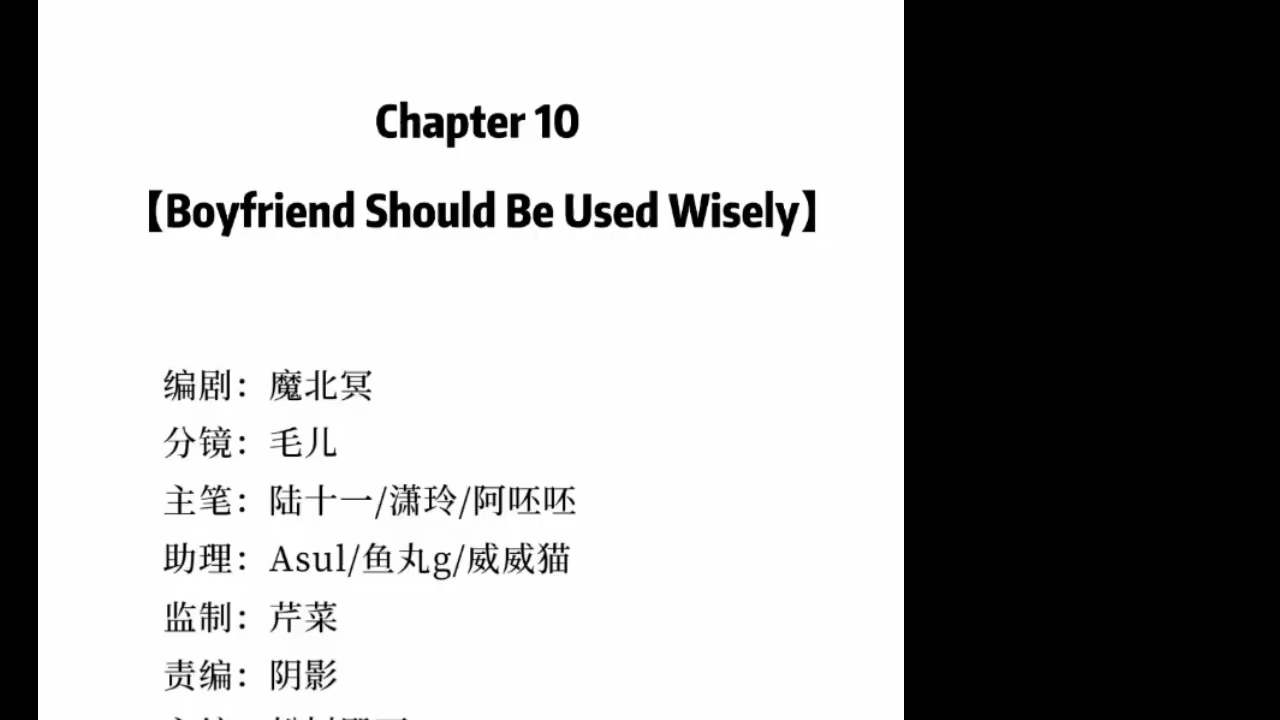 Chapter 10
【Boyfriend Should Be Used Wisely】
编剧：魔北冥
分镜：毛儿
主笔：陆十一/潇玲/阿呸呸
助理：Asul/鱼丸g/威威猫
监制：芹菜
责编：阴影